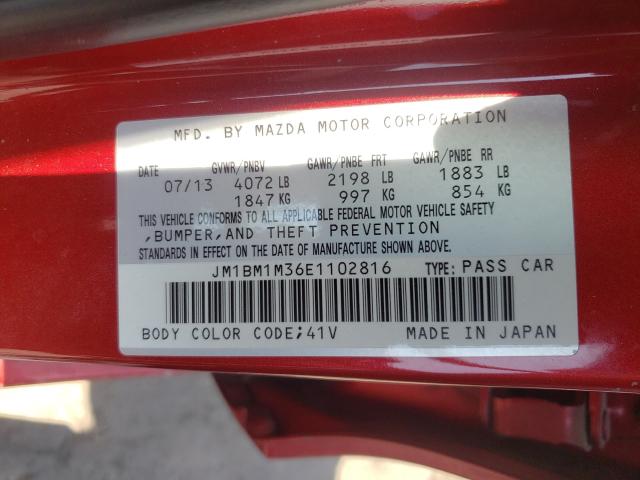 MFD. BY MAZDA MOTOR CORPORATION
DATE GVWR/PNBV GAWR/PNBE FRT GAWR/PNBE RR
07/13 4072 LB 2198 LB 1883 LB
1847 KG 997 KG 854 KG
THIS VEHICLE CONFORMS TO ALL APPLICABLE FEDERAL MOTOR VEHICLE SAFETY
,BUMPER,AND THEFT PREVENTION
STANDARDS IN EFFECT ON THE DATE OF MANUFACTURE SHOWN ABOVE.
JM1BM1M36E1102816 TYPE: PASS CAR
BODY COLOR CODE;41V MADE IN JAPAN